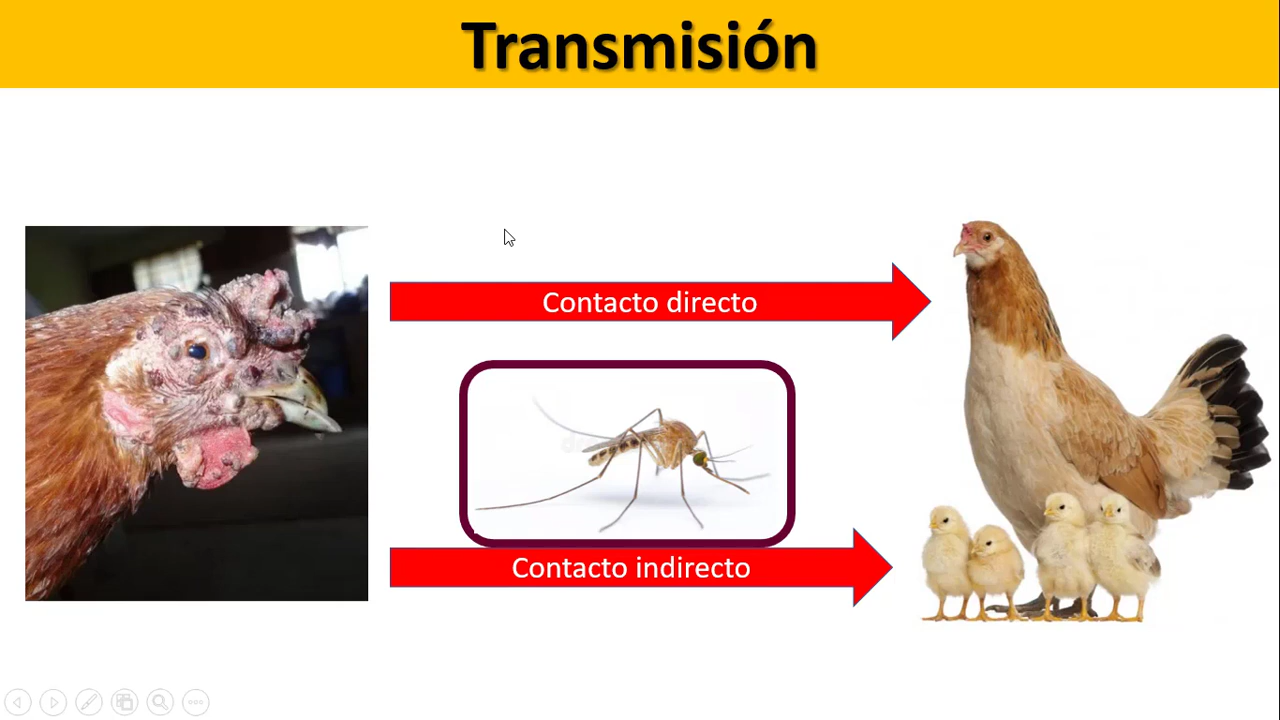 Transmisión
Contacto directo
Contacto indirecto